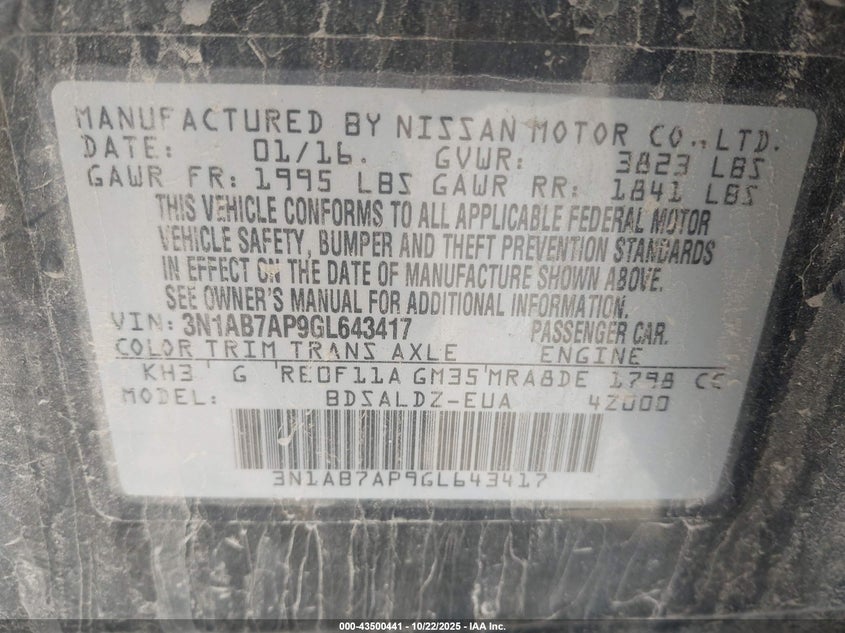 MANUFACTURED BY NISSAN MOTOR CO., LTD.
DATE: 01/16. GVWR: 3823 LBS
GAWR FR: 1995 LBS GAWR RR: 1841 LBS
THIS VEHICLE CONFORMS TO ALL APPLICABLE FEDERAL MOTOR
VEHICLE SAFETY, BUMPER AND THEFT PREVENTION STANDARDS
IN EFFECT ON THE DATE OF MANUFACTURE SHOWN ABOVE.
SEE OWNER'S MANUAL FOR ADDITIONAL INFORMATION.
VIN: 3N1AB7AP9GL643417 PASSENGER CAR.
COLOR TRIM TRANS AXLE ENGINE
KH3 G RE0F11A GM35 MRA8DE 1798 CC
MODEL: BDSALDZ-EUA 42000
3N1AB7AP9GL643417
000-43500441 | 10/22/2025 - IAA Inc.